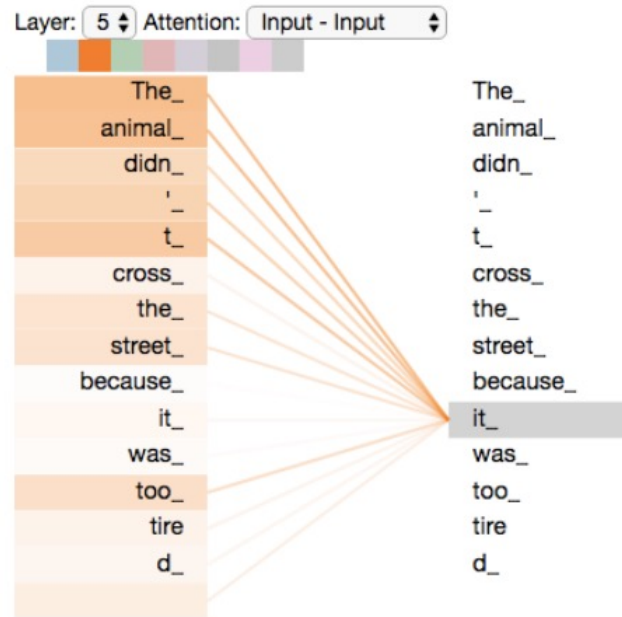 Layer: 5 Attention: Input - Input
The_ The_
animal_ animal_
didn_ didn_
'_ '_
t_ t_
cross_ cross_
the_ the_
street_ street_
because_ because_
it_ it_
was_ was_
too_ too_
tire tire
d_ d_